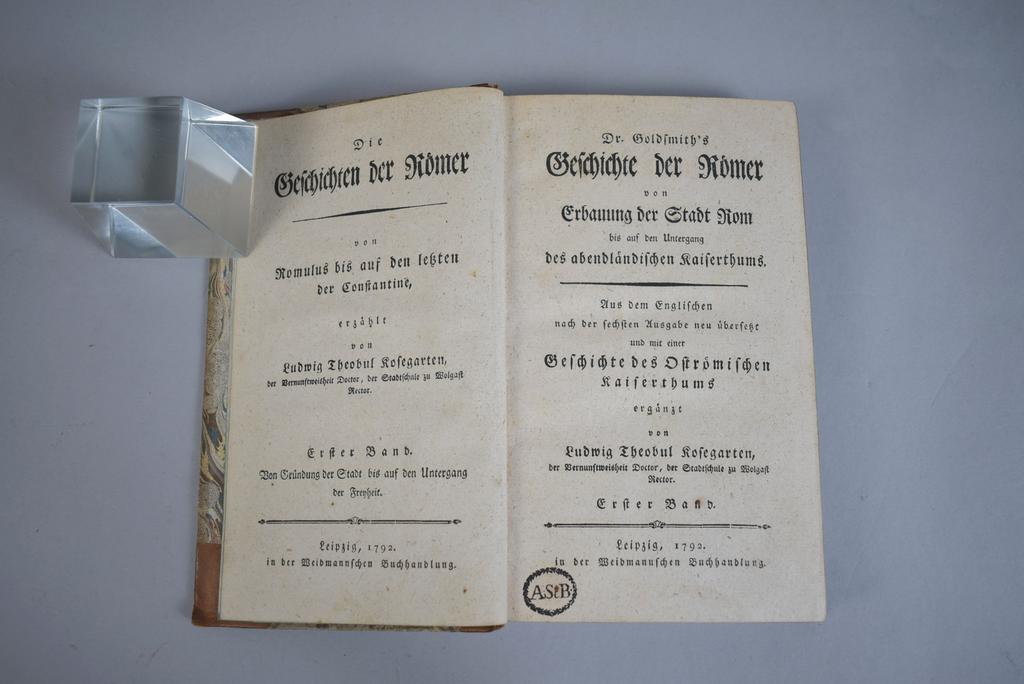 Die
Geschichten der Römer
von
Romulus bis auf den letzten
der Constantine,
erzählt
von
Ludwig Theobul Kosegarten,
der Vernunftweisheit Doctor, der Stadtschule zu Wolgast
Rector.
Erster Band.
Von Gründung der Stadt bis auf den Untergang
der Freyheit.
Leipzig, 1792.
in der Weidmannschen Buchhandlung.
Dr. Goldsmith's
Geschichte der Römer
von
Erbauung der Stadt Rom
bis auf den Untergang
des abendländischen Kaiserthums.
Aus dem Englischen
nach der sechsten Ausgabe neu übersetzt
und mit einer
Geschichte des Oströmischen
Kaiserthums
ergänzt
von
Ludwig Theobul Kosegarten,
der Vernunftweisheit Doctor, der Stadtschule zu Wolgast
Rector.
Erster Band.
Leipzig, 1792.
in der Weidmannschen Buchhandlung.
A.St.B